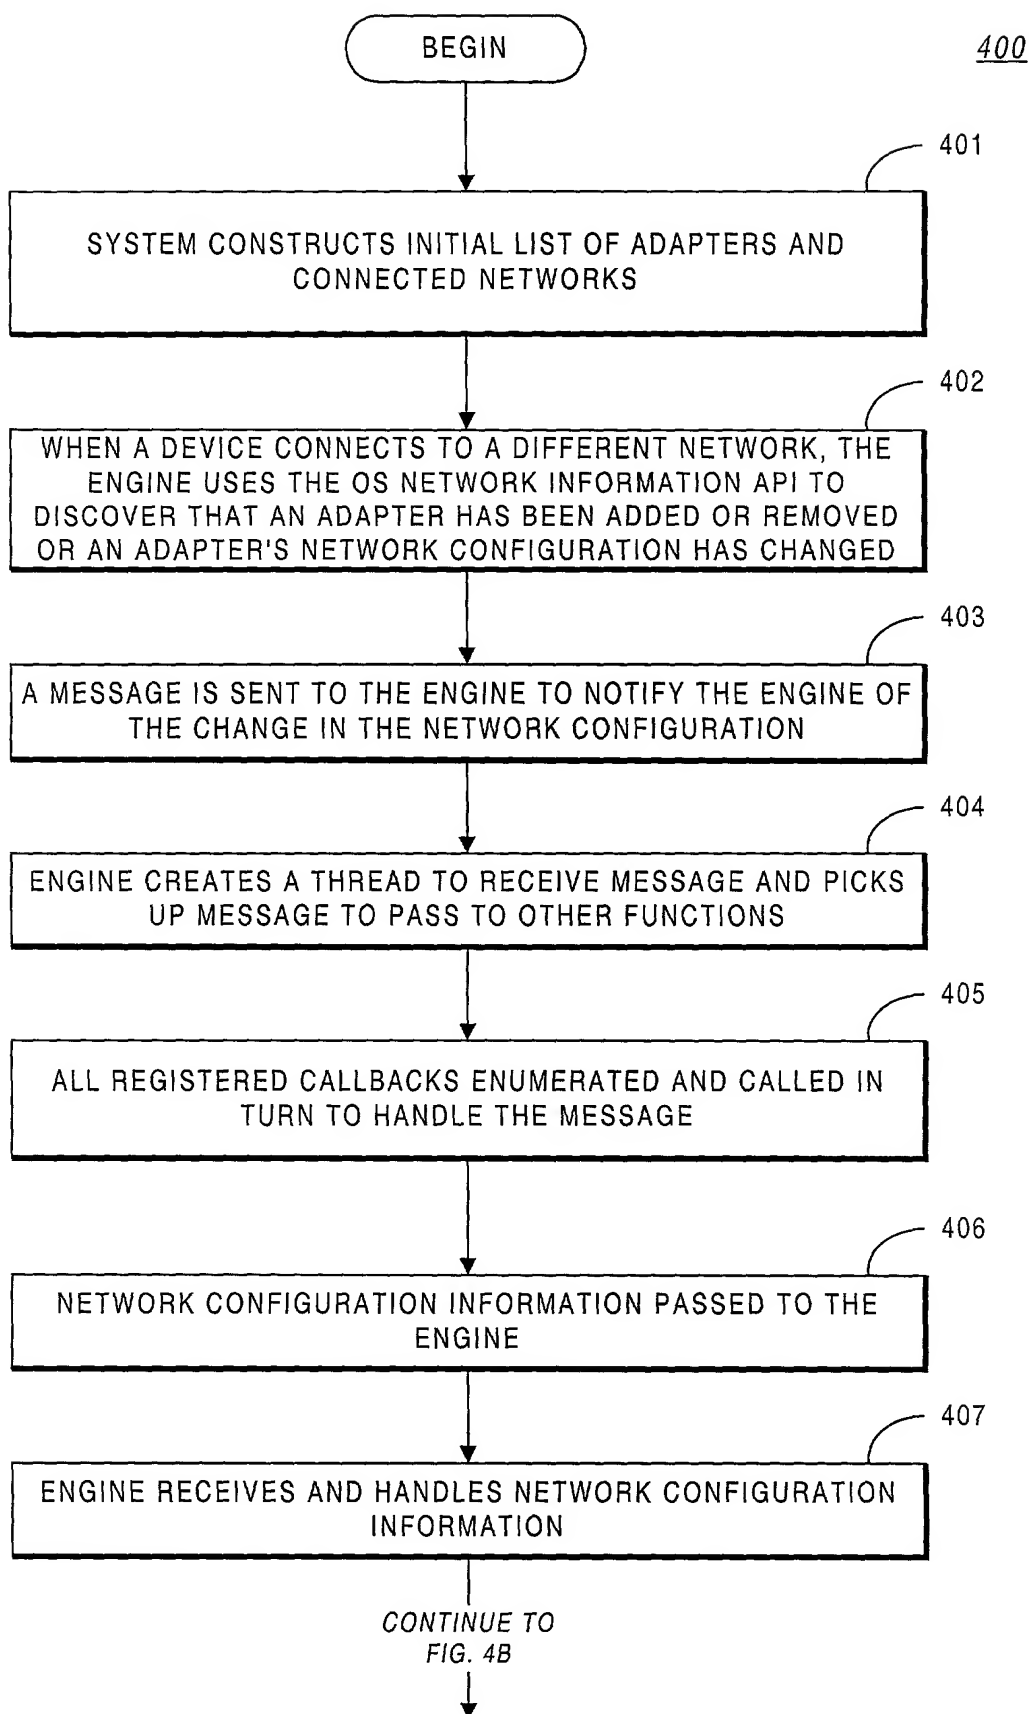 BEGIN
400
401
SYSTEM CONSTRUCTS INITIAL LIST OF ADAPTERS AND
CONNECTED NETWORKS
402
WHEN A DEVICE CONNECTS TO A DIFFERENT NETWORK, THE
ENGINE USES THE OS NETWORK INFORMATION API TO
DISCOVER THAT AN ADAPTER HAS BEEN ADDED OR REMOVED
OR AN ADAPTER'S NETWORK CONFIGURATION HAS CHANGED
403
A MESSAGE IS SENT TO THE ENGINE TO NOTIFY THE ENGINE OF
THE CHANGE IN THE NETWORK CONFIGURATION
404
ENGINE CREATES A THREAD TO RECEIVE MESSAGE AND PICKS
UP MESSAGE TO PASS TO OTHER FUNCTIONS
405
ALL REGISTERED CALLBACKS ENUMERATED AND CALLED IN
TURN TO HANDLE THE MESSAGE
406
NETWORK CONFIGURATION INFORMATION PASSED TO THE
ENGINE
407
ENGINE RECEIVES AND HANDLES NETWORK CONFIGURATION
INFORMATION
CONTINUE TO
FIG. 4B